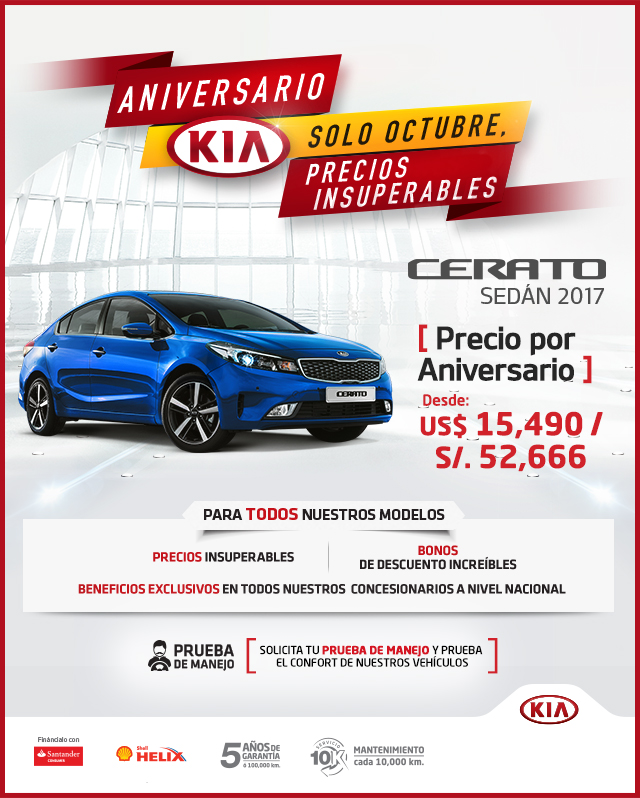 ANIVERSARIO
KIA
SOLO OCTUBRE,
PRECIOS
INSUPERABLES
CERATO
SEDÁN 2017
[ Precio por
Aniversario ]
Desde:
US$ 15,490 /
S/. 52,666
CERATO
PARA TODOS NUESTROS MODELOS
PRECIOS INSUPERABLES
BONOS
DE DESCUENTO INCREÍBLES
BENEFICIOS EXCLUSIVOS EN TODOS NUESTROS CONCESIONARIOS A NIVEL NACIONAL
PRUEBA
DE MANEJO
SOLICITA TU PRUEBA DE MANEJO Y PRUEBA
EL CONFORT DE NUESTROS VEHÍCULOS
KIA
Fináncialo con
Santander
CONSUMER
Shell
HELIX
5 AÑOS DE
GARANTÍA
ó 100,000 km.
SERVICIO
10K
MANTENIMIENTO
cada 10,000 km.